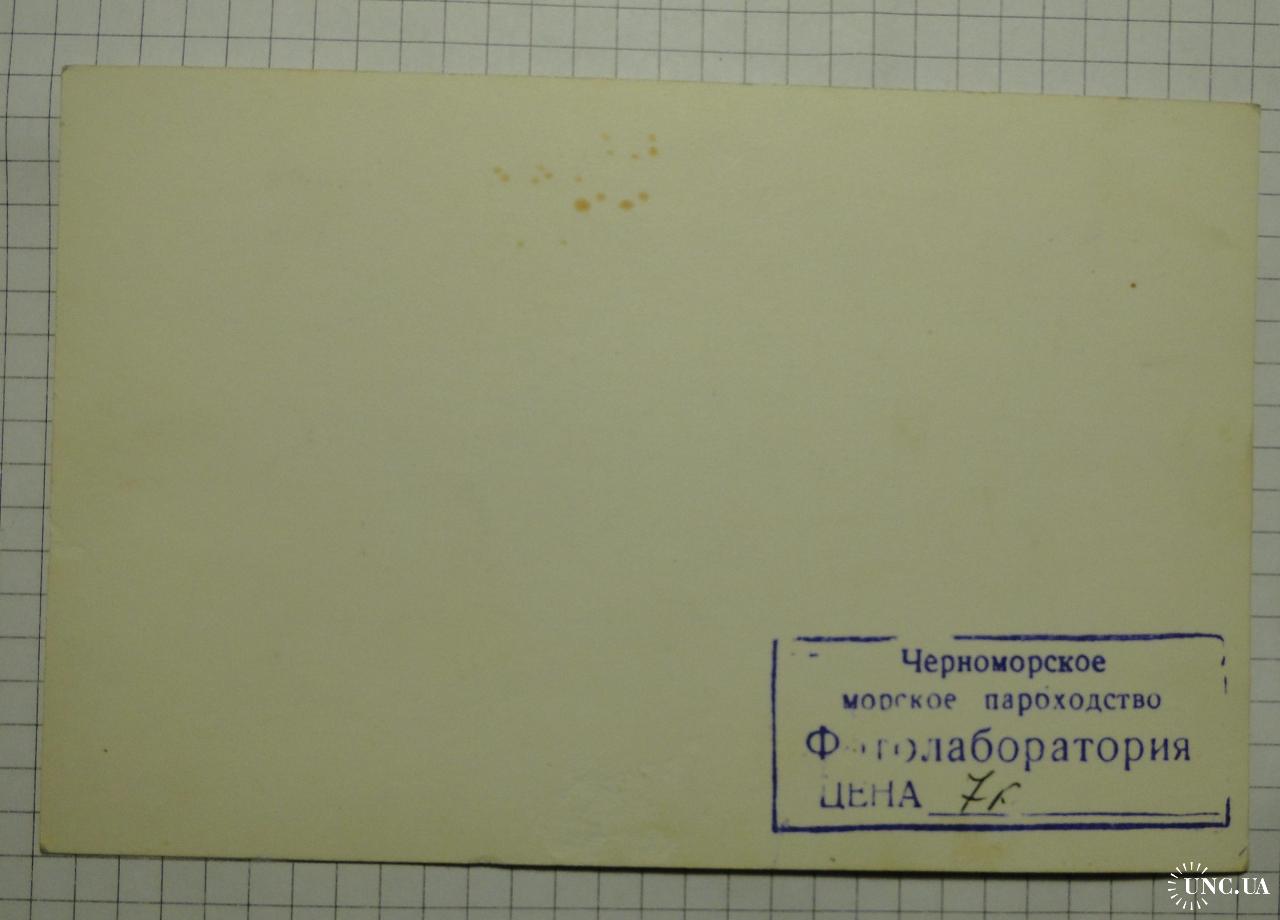 Черноморское
морское пароходство
Фотолаборатория
ЦЕНА 7к
UNC.UA